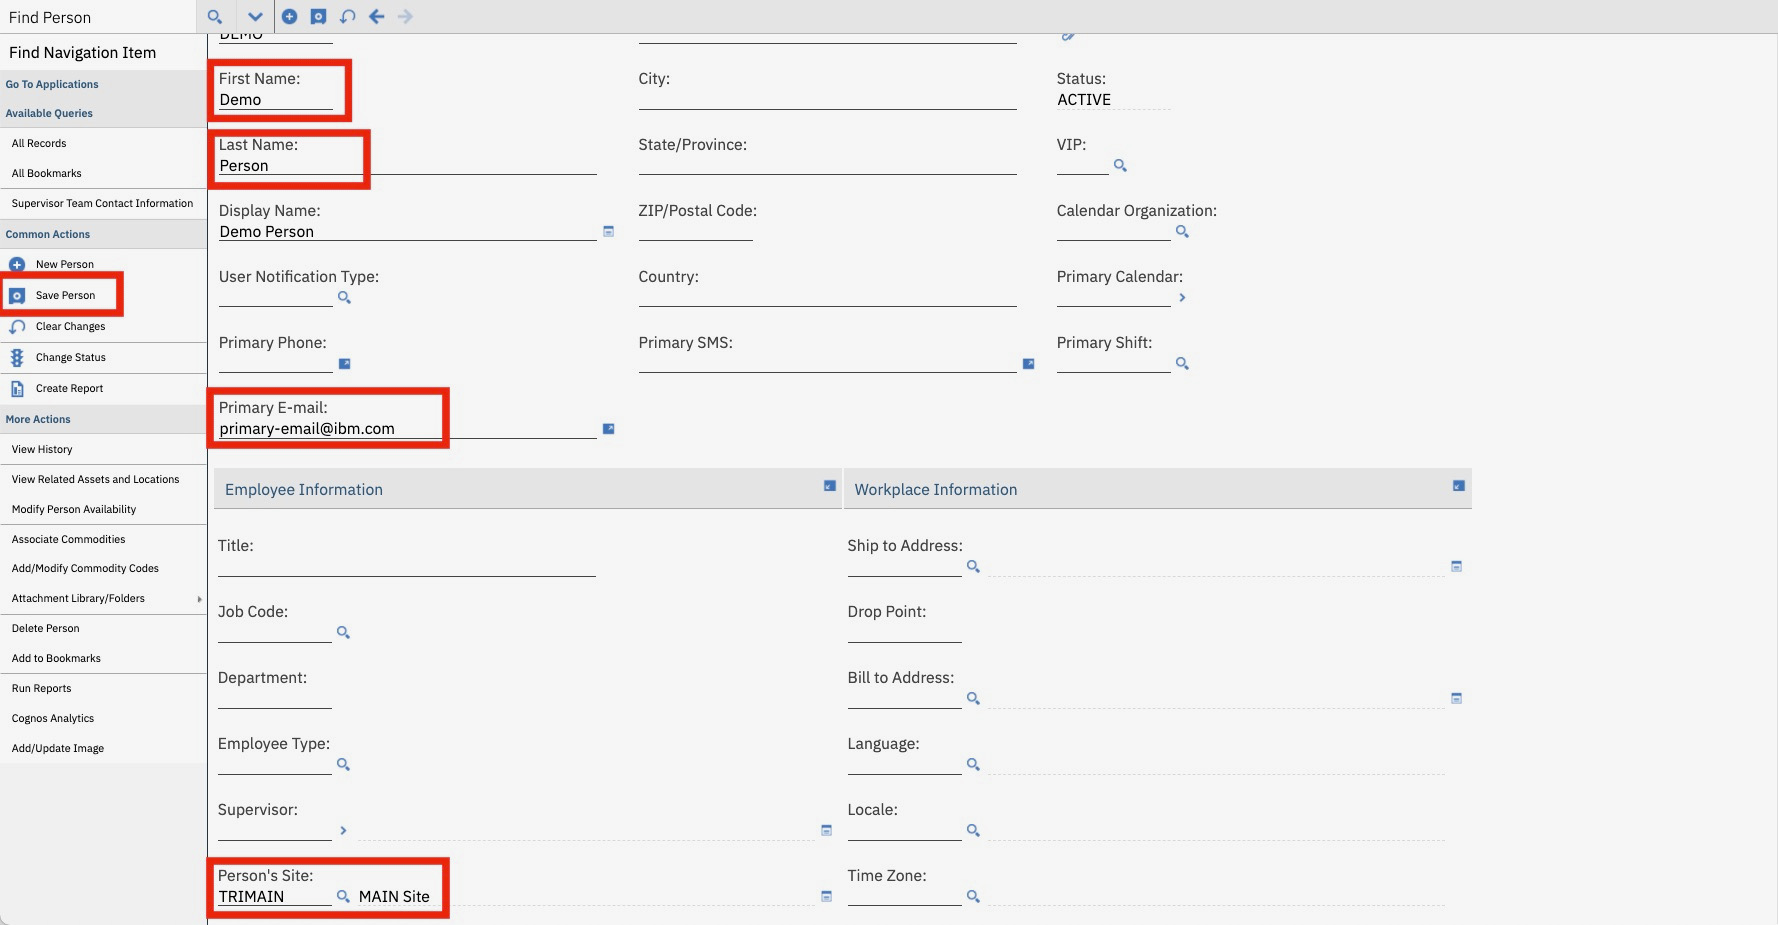 Find Person
Find Navigation Item
Go To Applications
Available Queries
All Records
All Bookmarks
Supervisor Team Contact Information
Common Actions
New Person
Save Person
Clear Changes
Change Status
Create Report
More Actions
View History
View Related Assets and Locations
Modify Person Availability
Associate Commodities
Add/Modify Commodity Codes
Attachment Library/Folders
Delete Person
Add to Bookmarks
Run Reports
Cognos Analytics
Add/Update Image
DEMO
First Name:
Demo
City:
Status:
ACTIVE
Last Name:
Person
State/Province:
VIP:
Display Name:
Demo Person
ZIP/Postal Code:
Calendar Organization:
User Notification Type:
Country:
Primary Calendar:
Primary Phone:
Primary SMS:
Primary Shift:
Primary E-mail:
primary-email@ibm.com
Employee Information
Workplace Information
Title:
Ship to Address:
Job Code:
Drop Point:
Department:
Bill to Address:
Employee Type:
Language:
Supervisor:
Locale:
Person's Site:
TRIMAIN
MAIN Site
Time Zone: